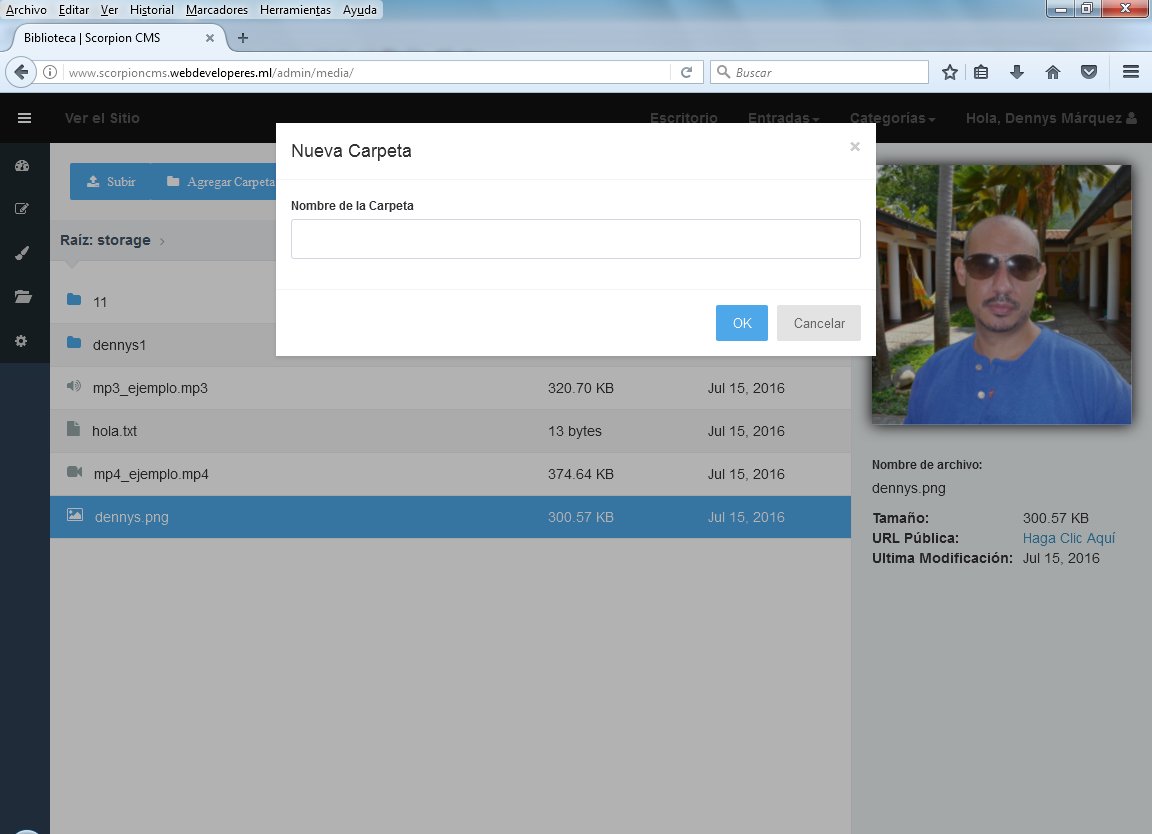 Archivo Editar Ver Historial Marcadores Herramientas Ayuda
Biblioteca | Scorpion CMS
www.scorpioncms.webdeveloperes.ml/admin/media/
Buscar
Ver el Sitio
Escritorio Entradas Categorías Hola, Dennys Márquez
Nueva Carpeta
Subir Agregar Carpeta
Nombre de la Carpeta
Raíz: storage
11
OK Cancelar
dennys1
mp3_ejemplo.mp3 320.70 KB Jul 15, 2016
hola.txt 13 bytes Jul 15, 2016
mp4_ejemplo.mp4 374.64 KB Jul 15, 2016
dennys.png 300.57 KB Jul 15, 2016
Nombre de archivo:
dennys.png
Tamaño: 300.57 KB
URL Pública: Haga Clic Aquí
Ultima Modificación: Jul 15, 2016